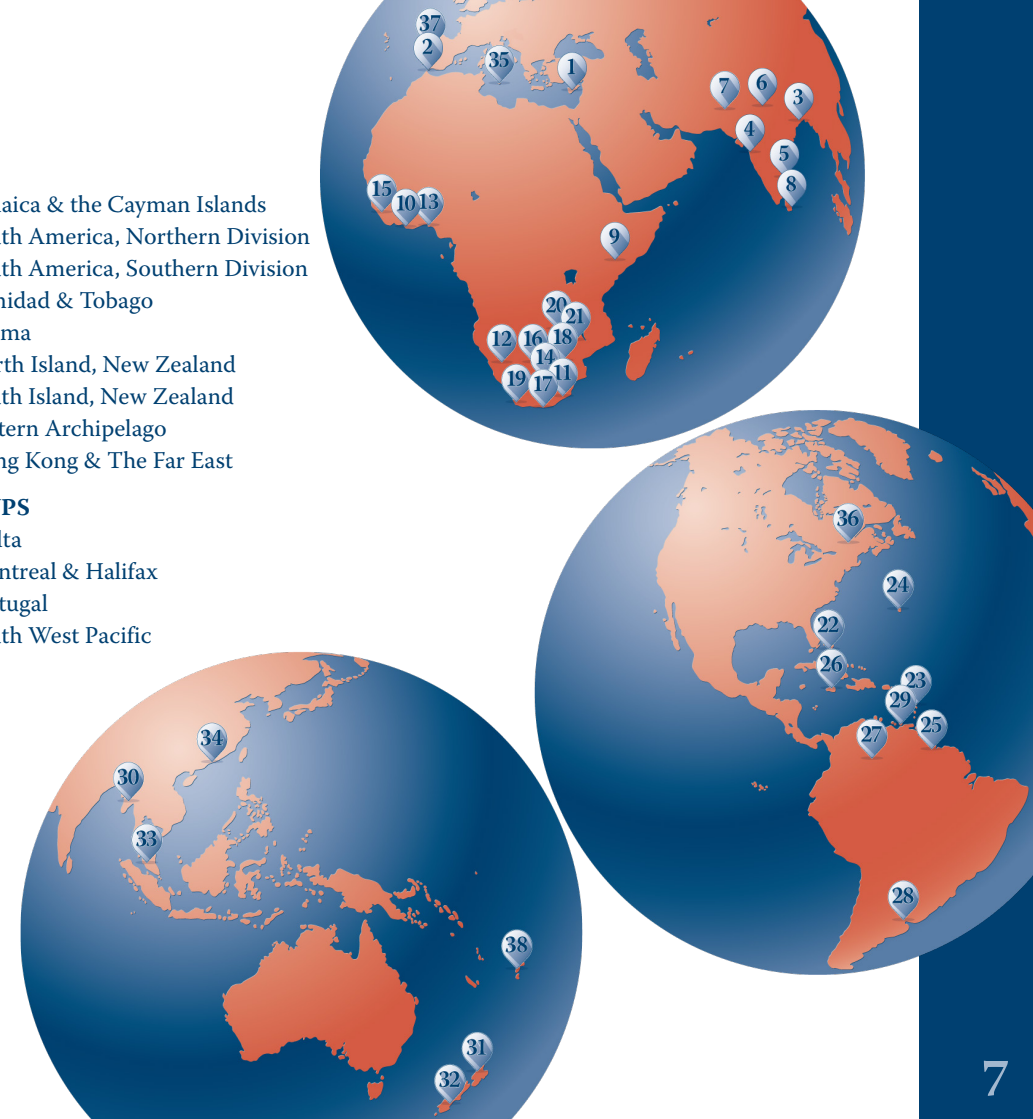 aica & the Cayman Islands
th America, Northern Division
th America, Southern Division
nidad & Tobago
ma
rth Island, New Zealand
th Island, New Zealand
tern Archipelago
ng Kong & The Far East
PS
lta
ntreal & Halifax
tugal
th West Pacific
37
2
35
1
7
6
3
4
5
8
15
10
13
9
20
21
12
16
18
14
11
19
17
36
24
22
26
23
29
25
27
28
34
30
33
38
31
32
7